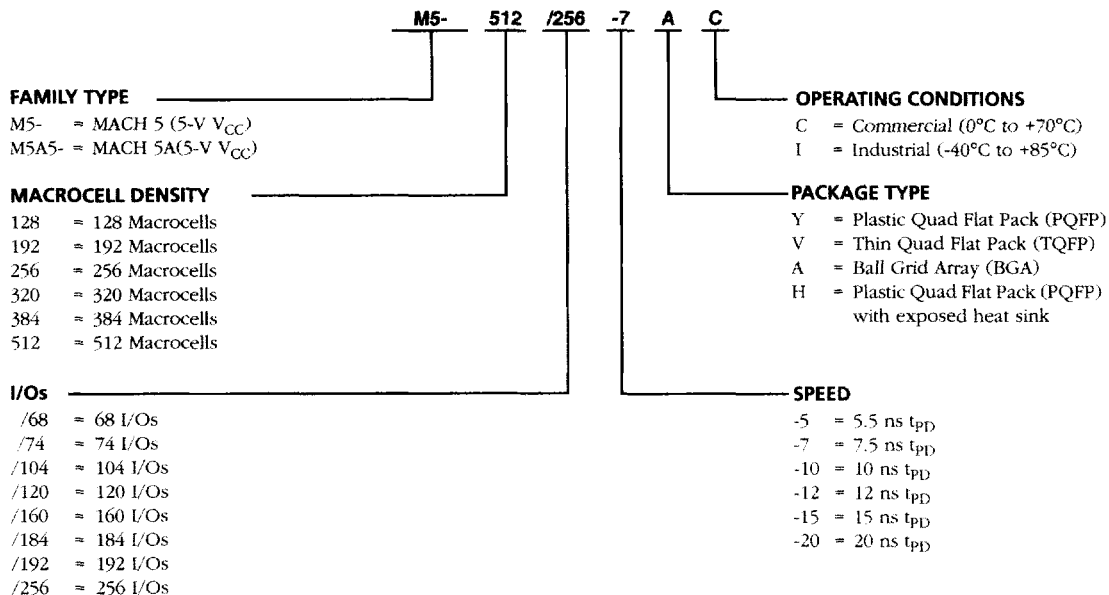 M5- 512 /256 -7 A C
FAMILY TYPE
M5- = MACH 5 (5-V VCC)
M5A5- = MACH 5A(5-V VCC)
MACROCELL DENSITY
128 = 128 Macrocells
192 = 192 Macrocells
256 = 256 Macrocells
320 = 320 Macrocells
384 = 384 Macrocells
512 = 512 Macrocells
I/Os
/68 = 68 I/Os
/74 = 74 I/Os
/104 = 104 I/Os
/120 = 120 I/Os
/160 = 160 I/Os
/184 = 184 I/Os
/192 = 192 I/Os
/256 = 256 I/Os
OPERATING CONDITIONS
C = Commercial (0°C to +70°C)
I = Industrial (-40°C to +85°C)
PACKAGE TYPE
Y = Plastic Quad Flat Pack (PQFP)
V = Thin Quad Flat Pack (TQFP)
A = Ball Grid Array (BGA)
H = Plastic Quad Flat Pack (PQFP)
with exposed heat sink
SPEED
-5 = 5.5 ns tPD
-7 = 7.5 ns tPD
-10 = 10 ns tPD
-12 = 12 ns tPD
-15 = 15 ns tPD
-20 = 20 ns tPD